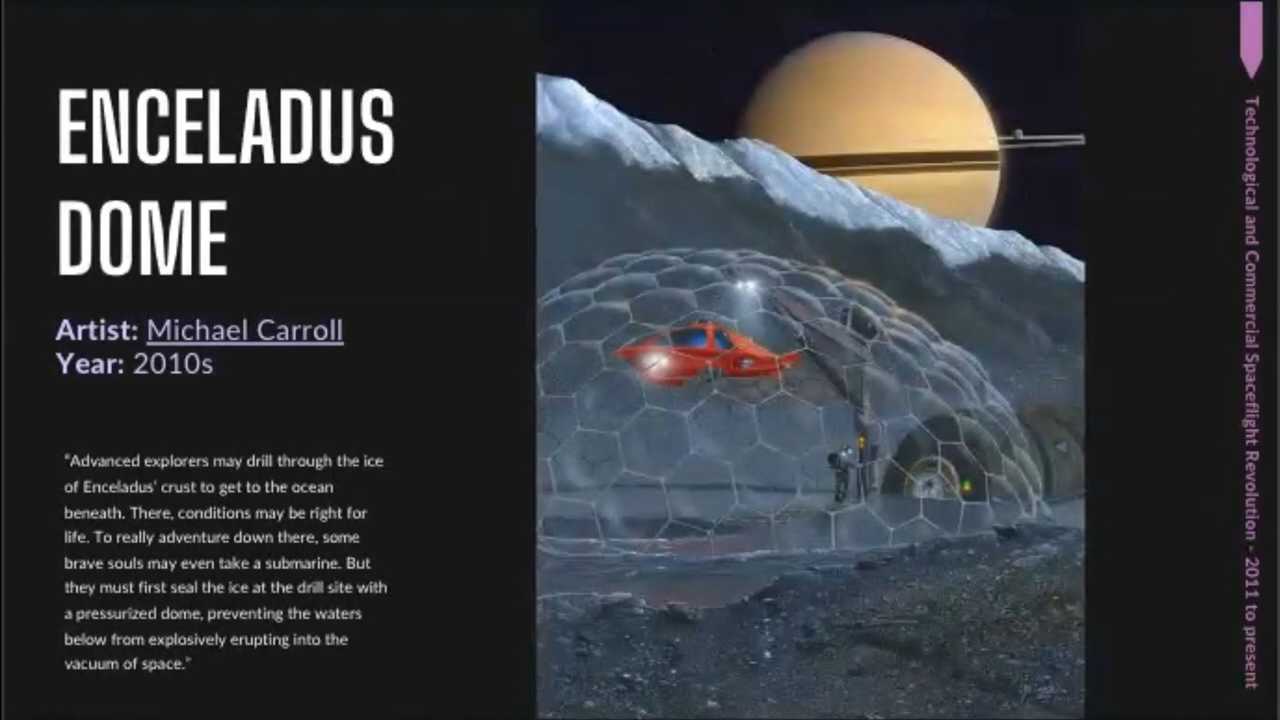 ENCELADUS
DOME
Artist: Michael Carroll
Year: 2010s
“Advanced explorers may drill through the ice
of Enceladus’ crust to get to the ocean
beneath. There, conditions may be right for
life. To really adventure down there, some
brave souls may even take a submarine. But
they must first seal the ice at the drill site with
a pressurized dome, preventing the waters
below from explosively erupting into the
vacuum of space.”
Technological and Commercial Spaceflight Revolution - 2011 to present